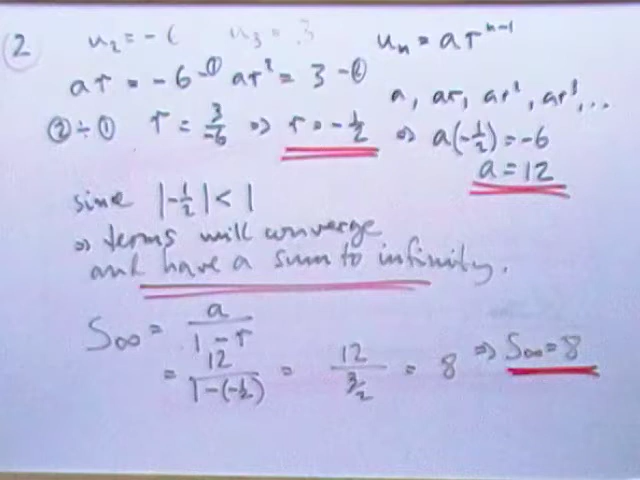 2 u₂ = -6 u₃ = 3 uₙ = arⁿ⁻¹
ar = -6 -① ar² = 3 -②
a, ar, ar², ar³, ...
② ÷ ① r = 3/-6 ⇒ r = -1/2 ⇒ a(-1/2) = -6
a = 12
since |-1/2| < 1
⇒ terms will converge
and have a sum to infinity.
S∞ = a/(1 - r)
= 12/(1-(-1/2)) = 12/(3/2) = 8 ⇒ S∞ = 8